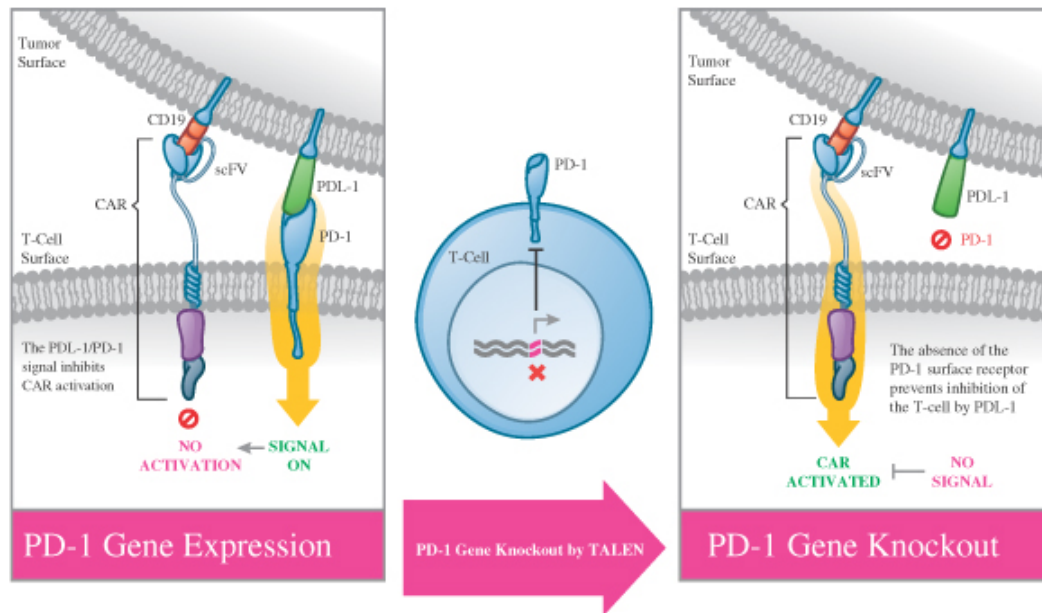 Tumor
Surface
CD19
scFV
PDL-1
CAR
PD-1
T-Cell
Surface
The PDL-1/PD-1
signal inhibits
CAR activation
NO
ACTIVATION
SIGNAL
ON
PD-1 Gene Expression
PD-1
T-Cell
PD-1 Gene Knockout by TALEN
Tumor
Surface
CD19
scFV
CAR
PDL-1
PD-1
T-Cell
Surface
The absence of the
PD-1 surface receptor
prevents inhibition of
the T-cell by PDL-1
CAR
ACTIVATED
NO
SIGNAL
PD-1 Gene Knockout